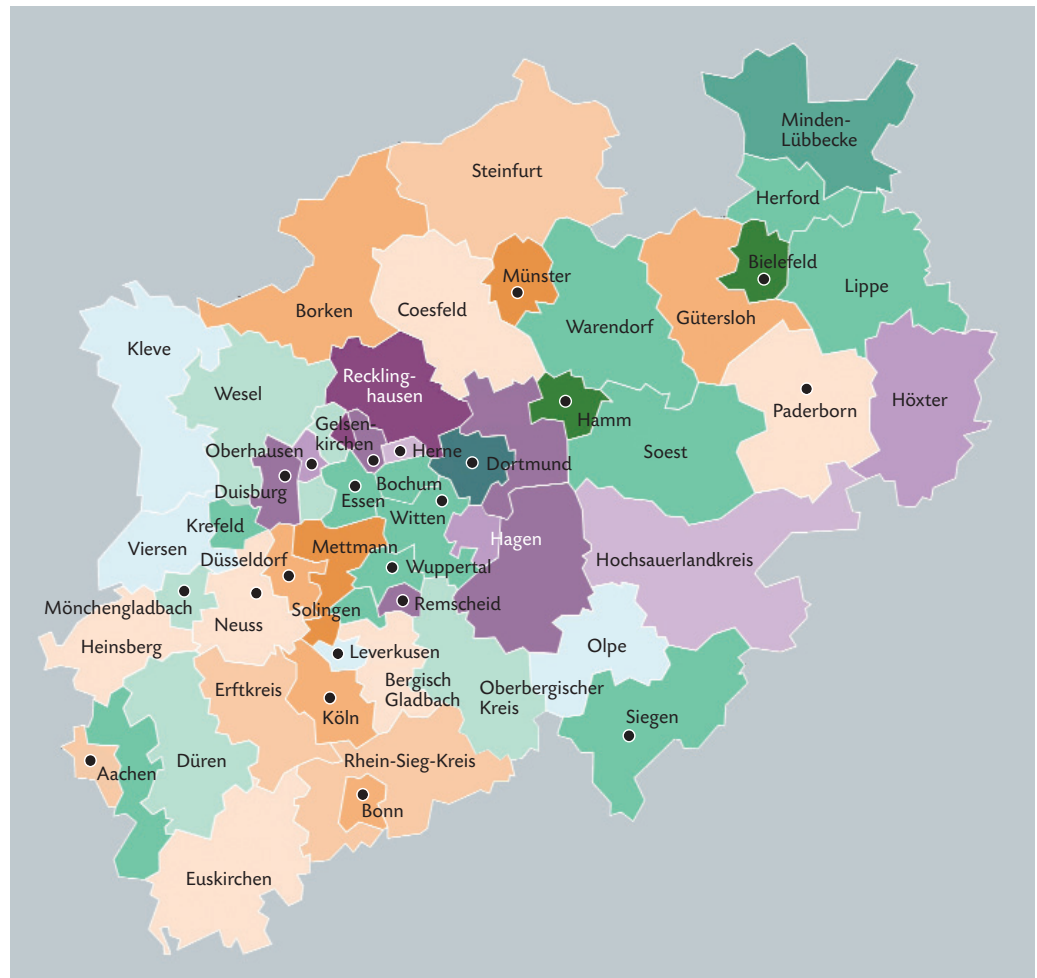 Minden-
Lübbecke
Steinfurt
Herford
Bielefeld
Münster
Lippe
Borken
Coesfeld
Gütersloh
Warendorf
Kleve
Reckling-
hausen
Wesel
Höxter
Paderborn
Hamm
Gelsen-
kirchen
Oberhausen
Herne
Soest
Dortmund
Bochum
Duisburg
Essen
Witten
Krefeld
Hagen
Viersen
Mettmann
Düsseldorf
Hochsauerlandkreis
Wuppertal
Mönchengladbach
Solingen
Remscheid
Neuss
Heinsberg
Olpe
Leverkusen
Bergisch
Gladbach
Erftkreis
Oberbergischer
Kreis
Köln
Siegen
Düren
Rhein-Sieg-Kreis
Aachen
Bonn
Euskirchen